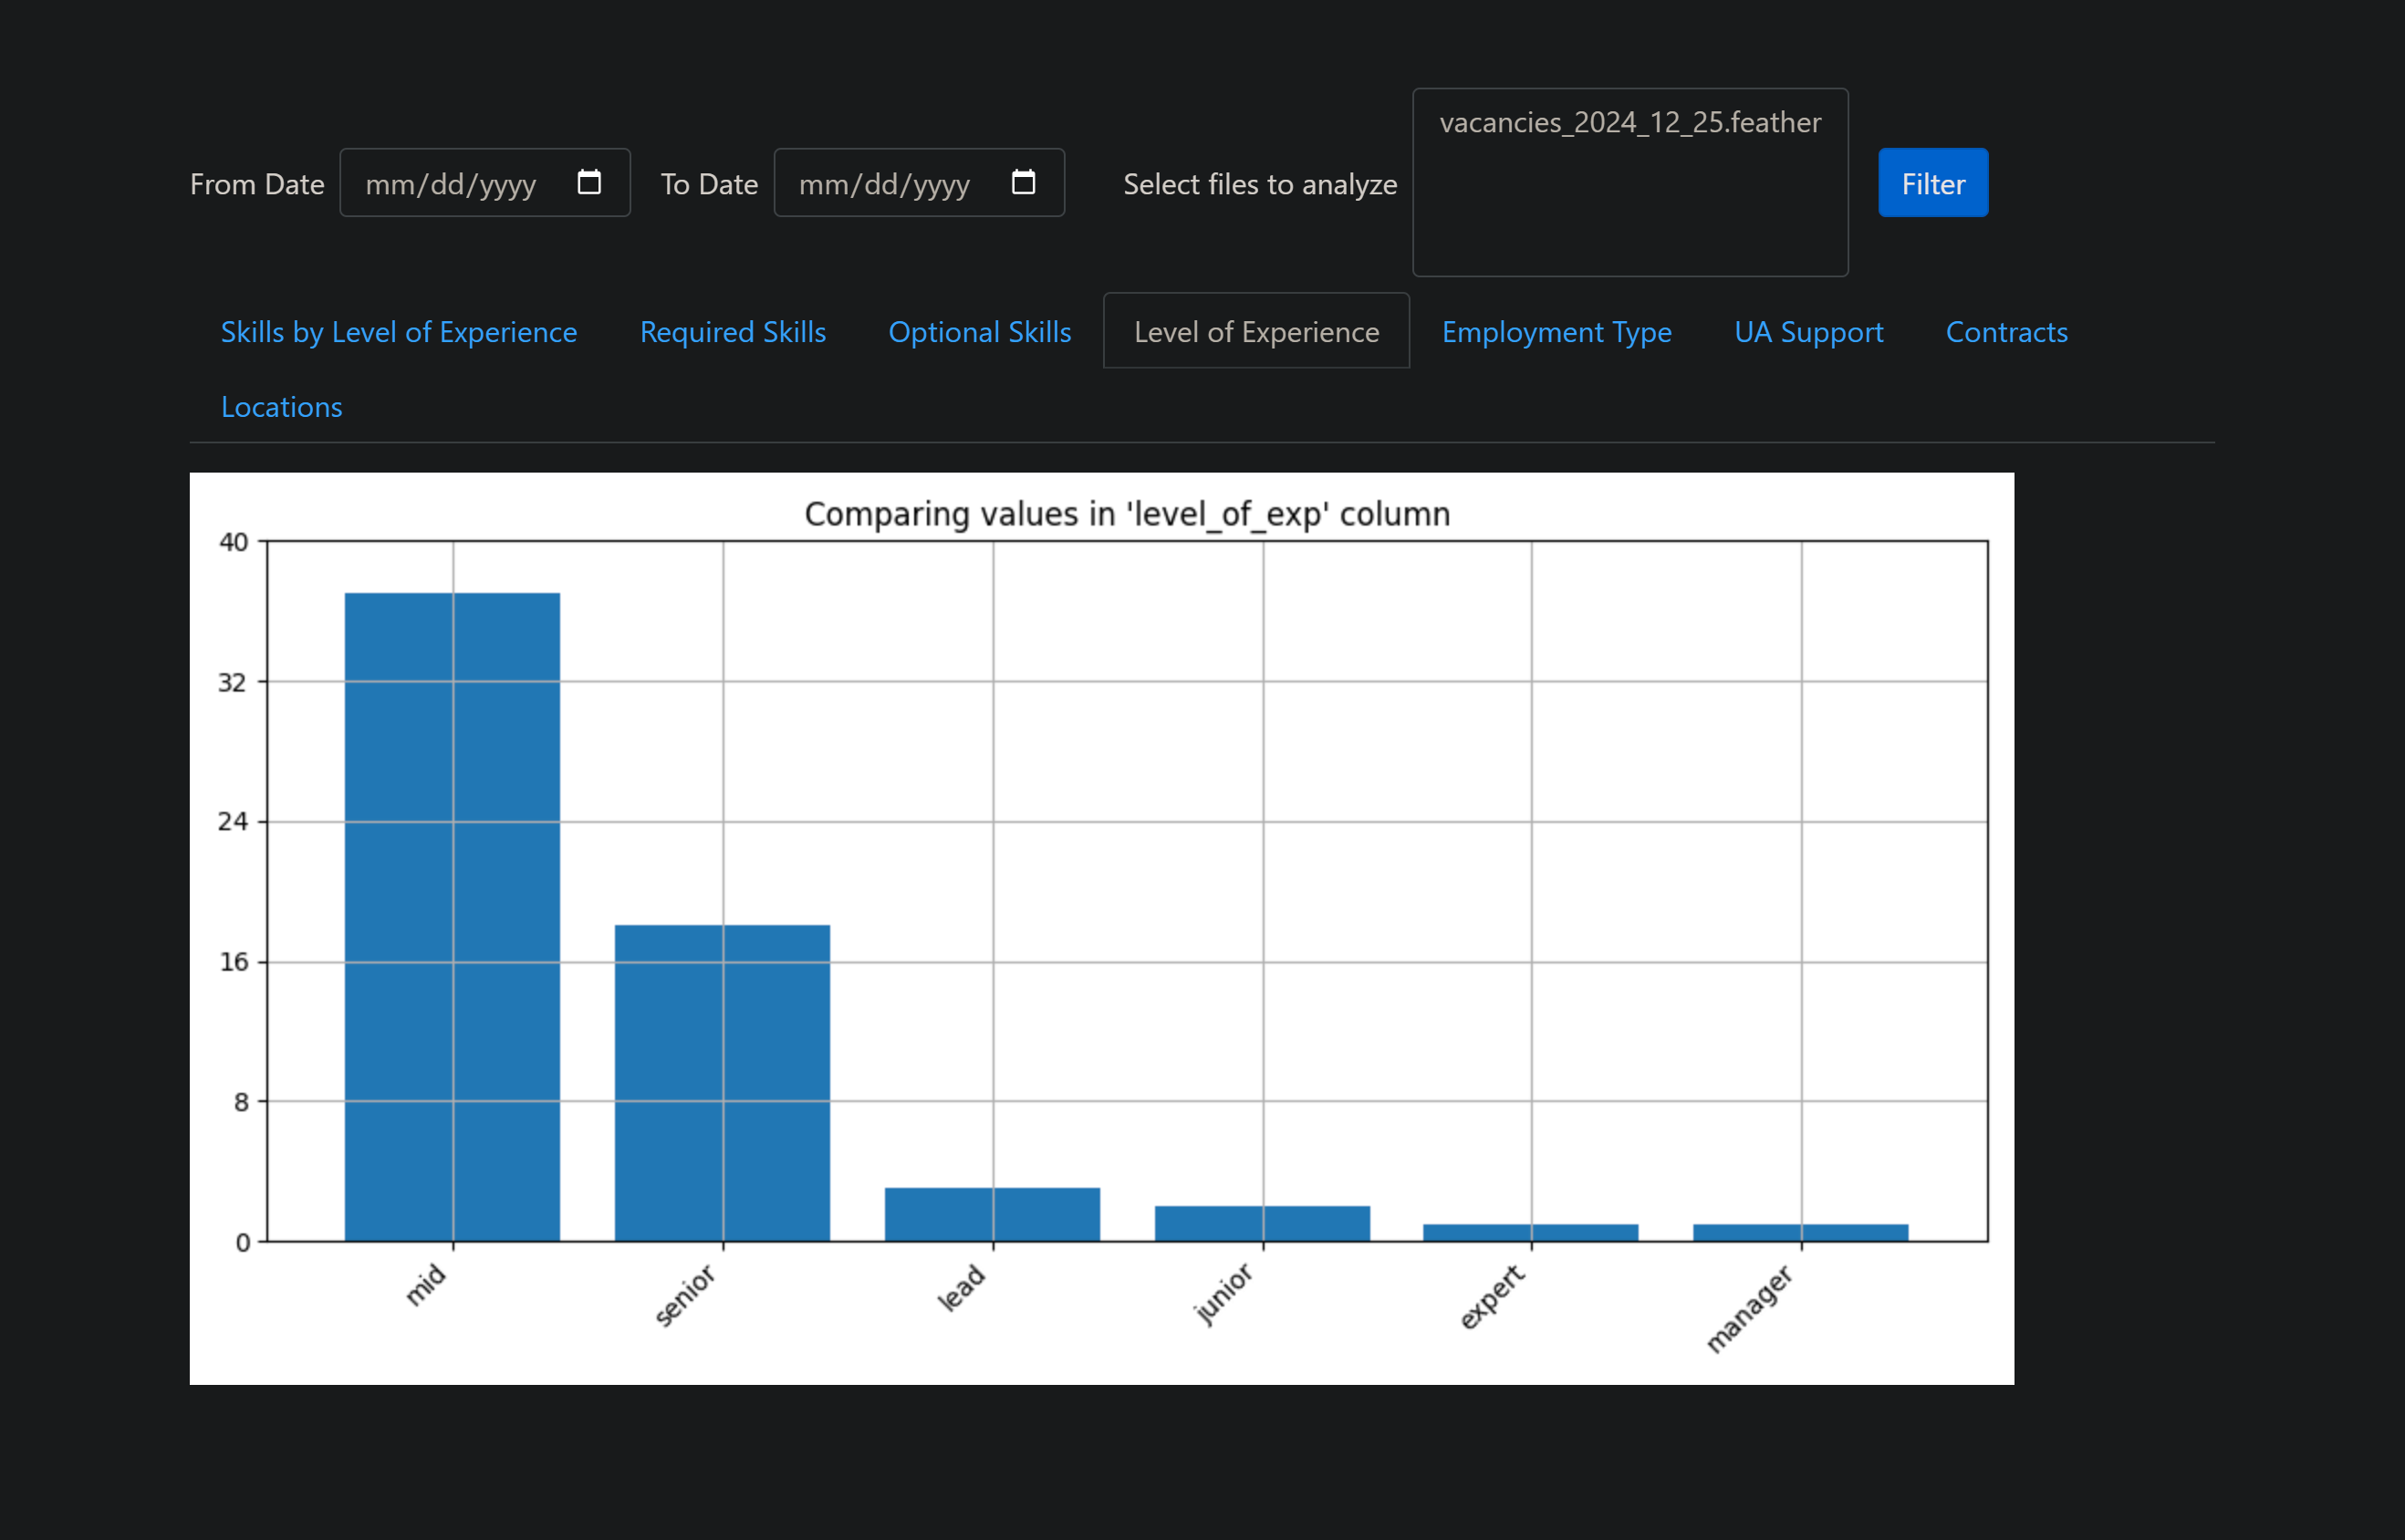 vacancies_2024_12_25.feather
From Date mm/dd/yyyy To Date mm/dd/yyyy Select files to analyze Filter
Skills by Level of Experience Required Skills Optional Skills Level of Experience Employment Type UA Support Contracts
Locations
Comparing values in 'level_of_exp' column
40
32
24
16
8
0
mid senior lead junior expert manager